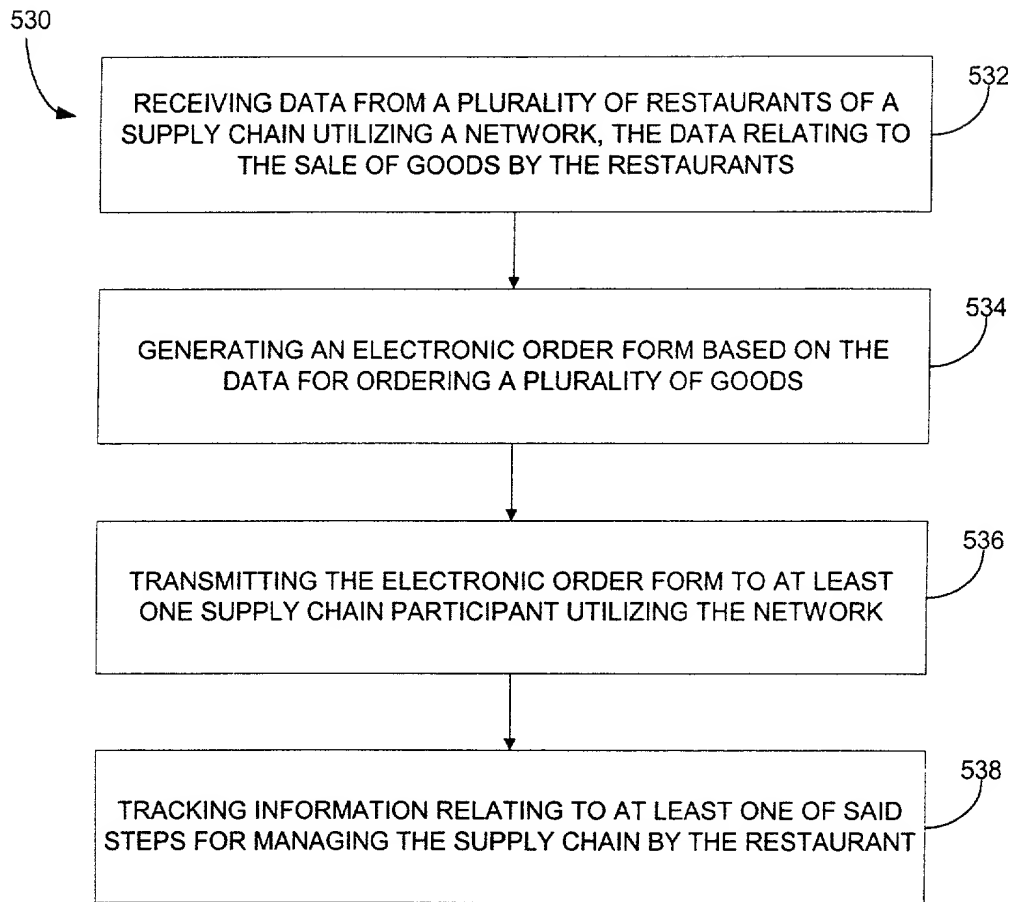 530
532
RECEIVING DATA FROM A PLURALITY OF RESTAURANTS OF A
SUPPLY CHAIN UTILIZING A NETWORK, THE DATA RELATING TO
THE SALE OF GOODS BY THE RESTAURANTS
534
GENERATING AN ELECTRONIC ORDER FORM BASED ON THE
DATA FOR ORDERING A PLURALITY OF GOODS
536
TRANSMITTING THE ELECTRONIC ORDER FORM TO AT LEAST
ONE SUPPLY CHAIN PARTICIPANT UTILIZING THE NETWORK
538
TRACKING INFORMATION RELATING TO AT LEAST ONE OF SAID
STEPS FOR MANAGING THE SUPPLY CHAIN BY THE RESTAURANT